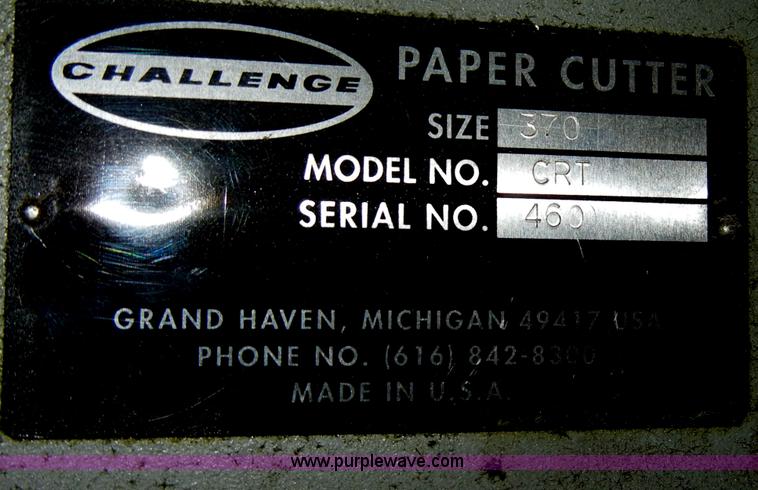 CHALLENGE PAPER CUTTER
SIZE 370
MODEL NO. CRT
SERIAL NO. 460
GRAND HAVEN, MICHIGAN 49417 USA
PHONE NO. (616) 842-8300
MADE IN U.S.A.
www.purplewave.com